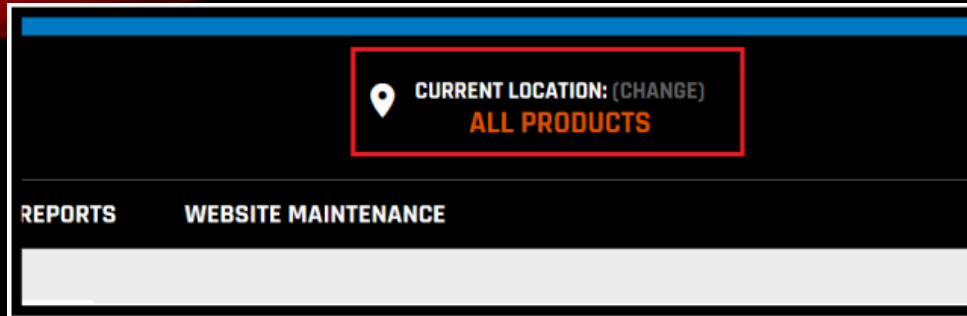 CURRENT LOCATION: (CHANGE)
ALL PRODUCTS
REPORTS WEBSITE MAINTENANCE